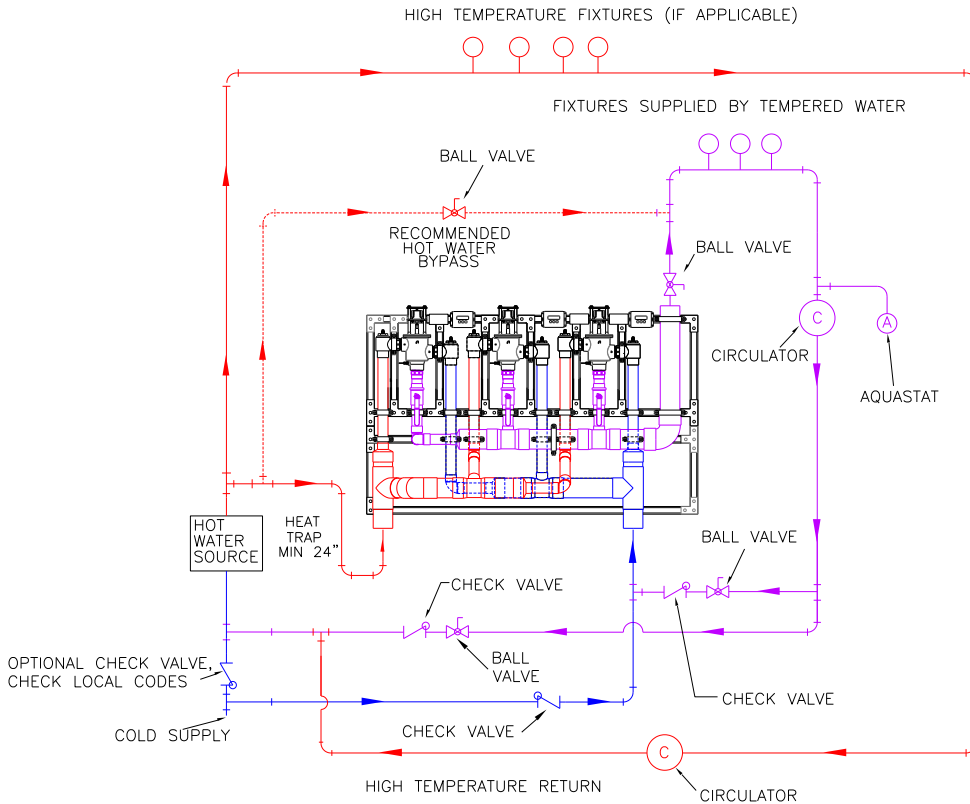 HIGH TEMPERATURE FIXTURES (IF APPLICABLE)
FIXTURES SUPPLIED BY TEMPERED WATER
BALL VALVE
RECOMMENDED
HOT WATER
BYPASS
BALL VALVE
C
CIRCULATOR
A
AQUASTAT
HOT
WATER
SOURCE
HEAT
TRAP
MIN 24"
BALL VALVE
CHECK VALVE
OPTIONAL CHECK VALVE,
CHECK LOCAL CODES
BALL
VALVE
CHECK VALVE
COLD SUPPLY
CHECK VALVE
C
HIGH TEMPERATURE RETURN
CIRCULATOR